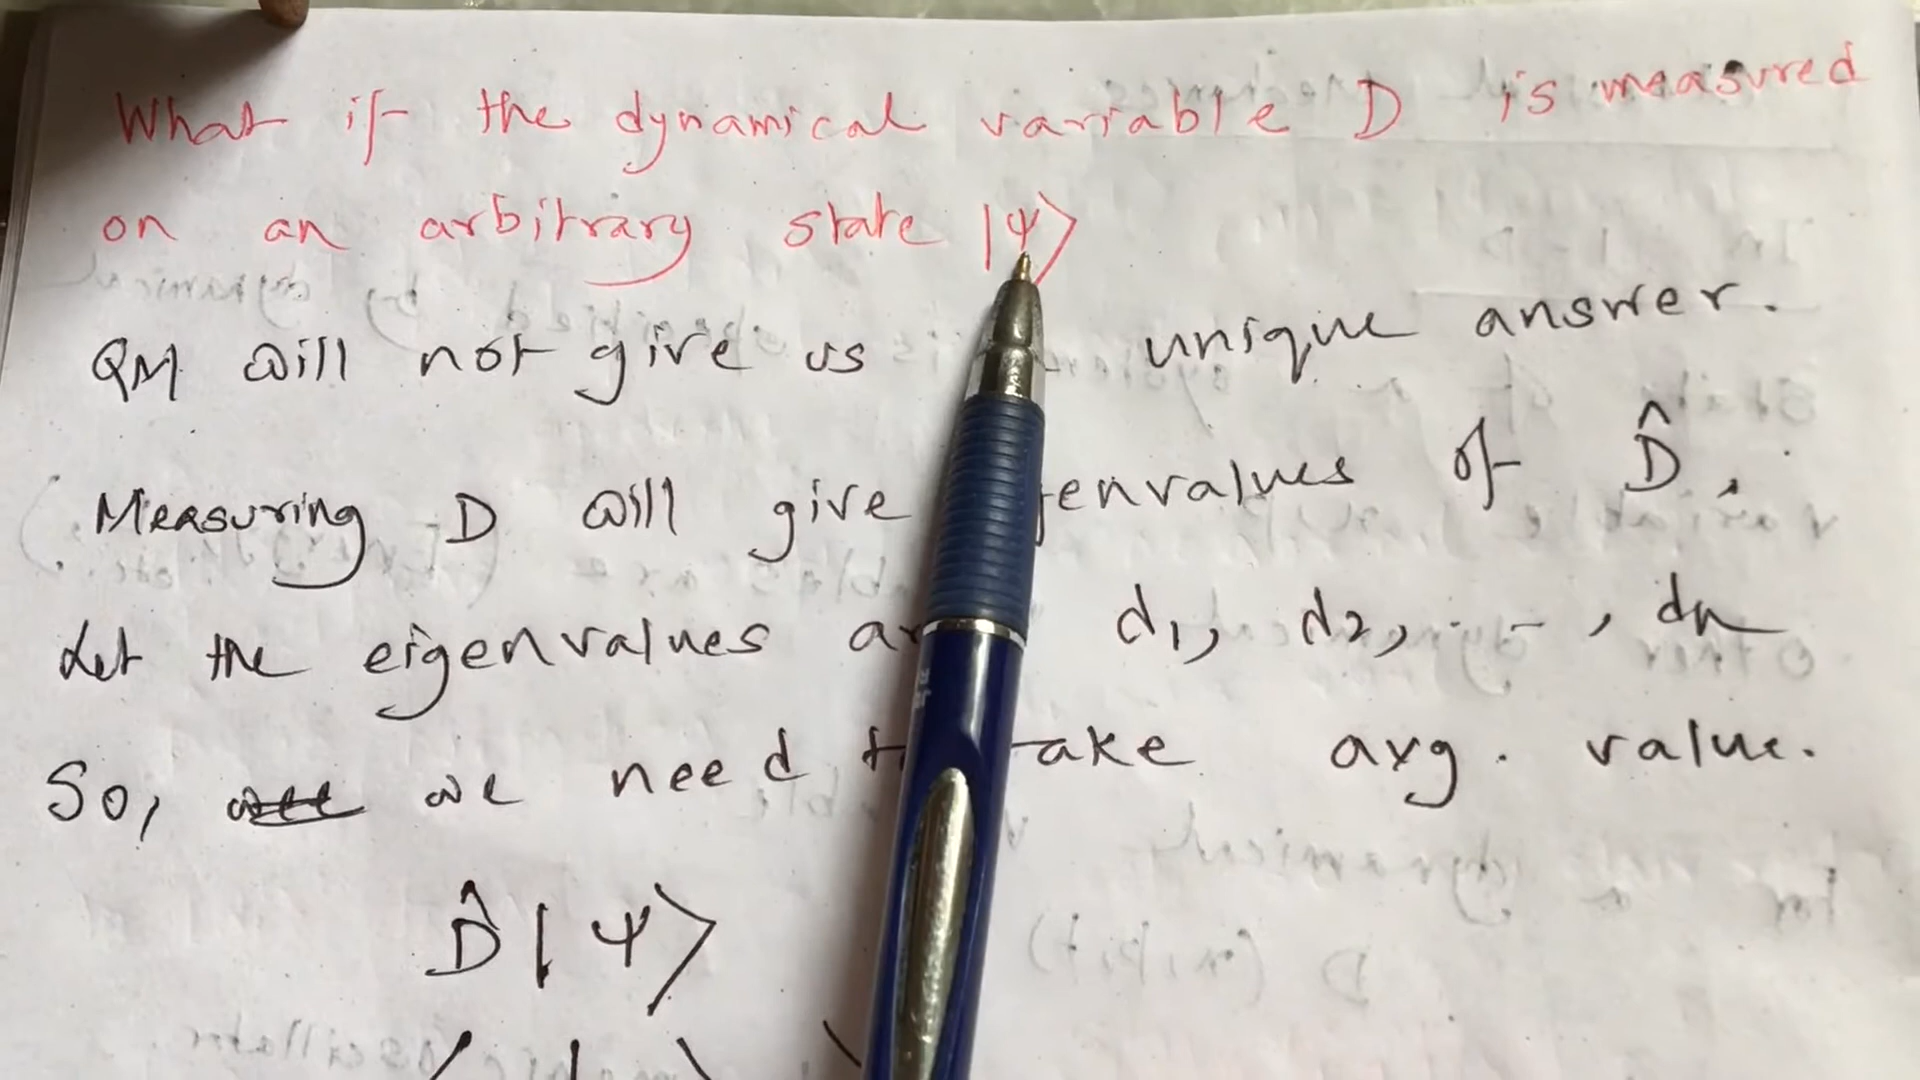 What if the dynamical variable D is measured
on an arbitrary state |ψ⟩
QM will not give us unique answer.
Measuring D will give envalues of D̂.
Let the eigenvalues a d₁, d₂, - - , dn
So, we need t ake avg. value.
D̂|ψ⟩